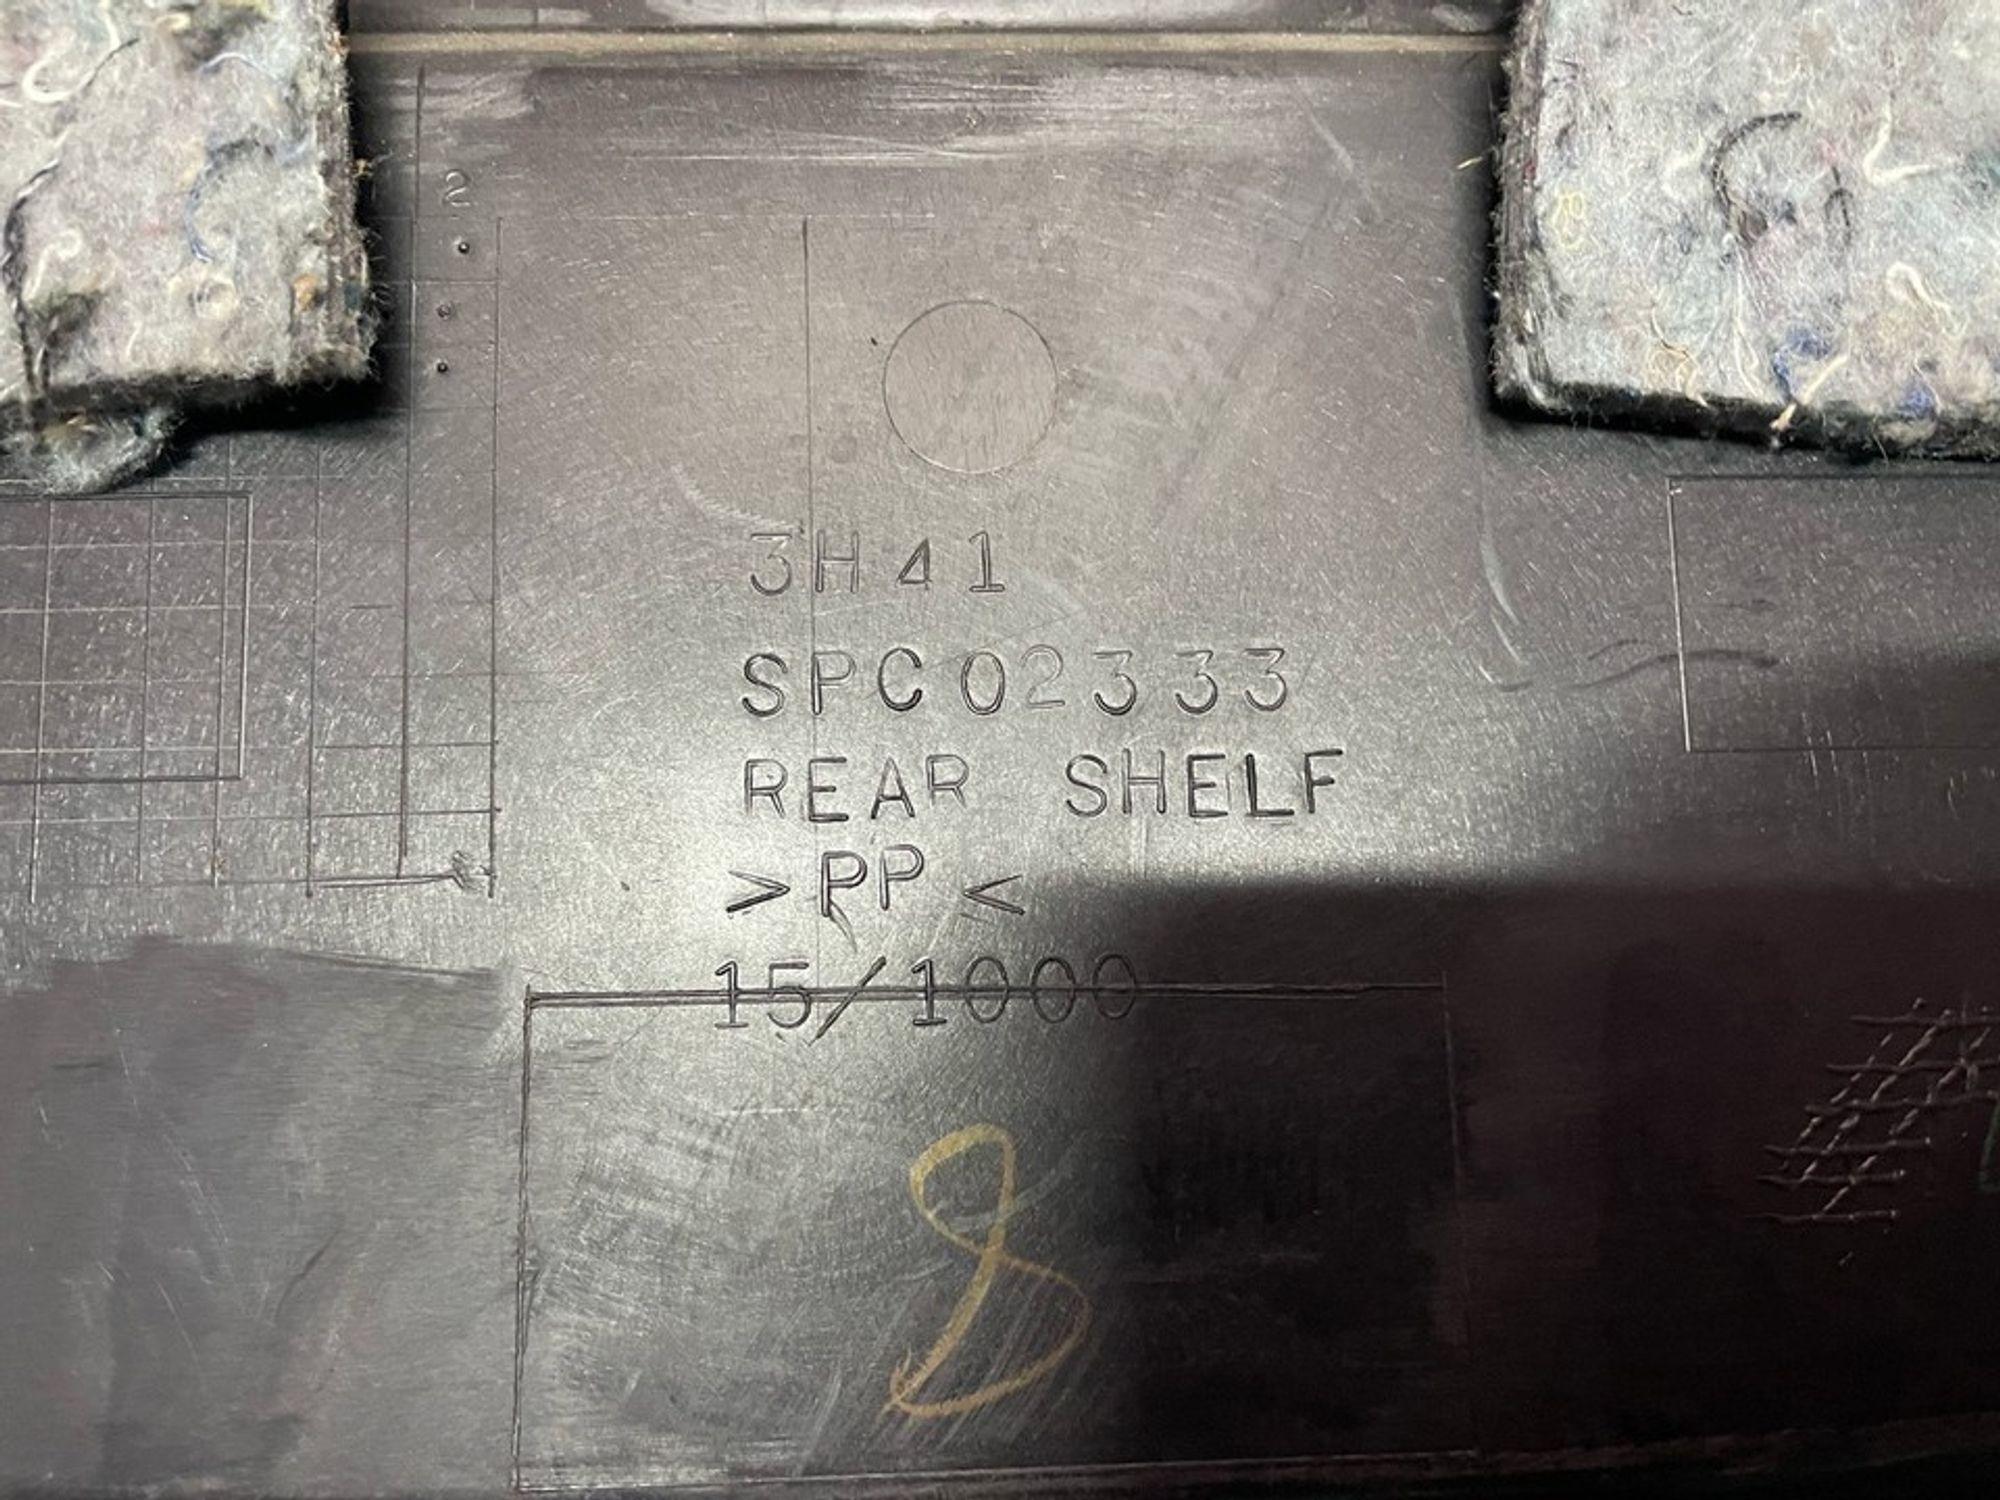 2
3H41
SPC02333
REAR SHELF
>PP<
15/1000
8